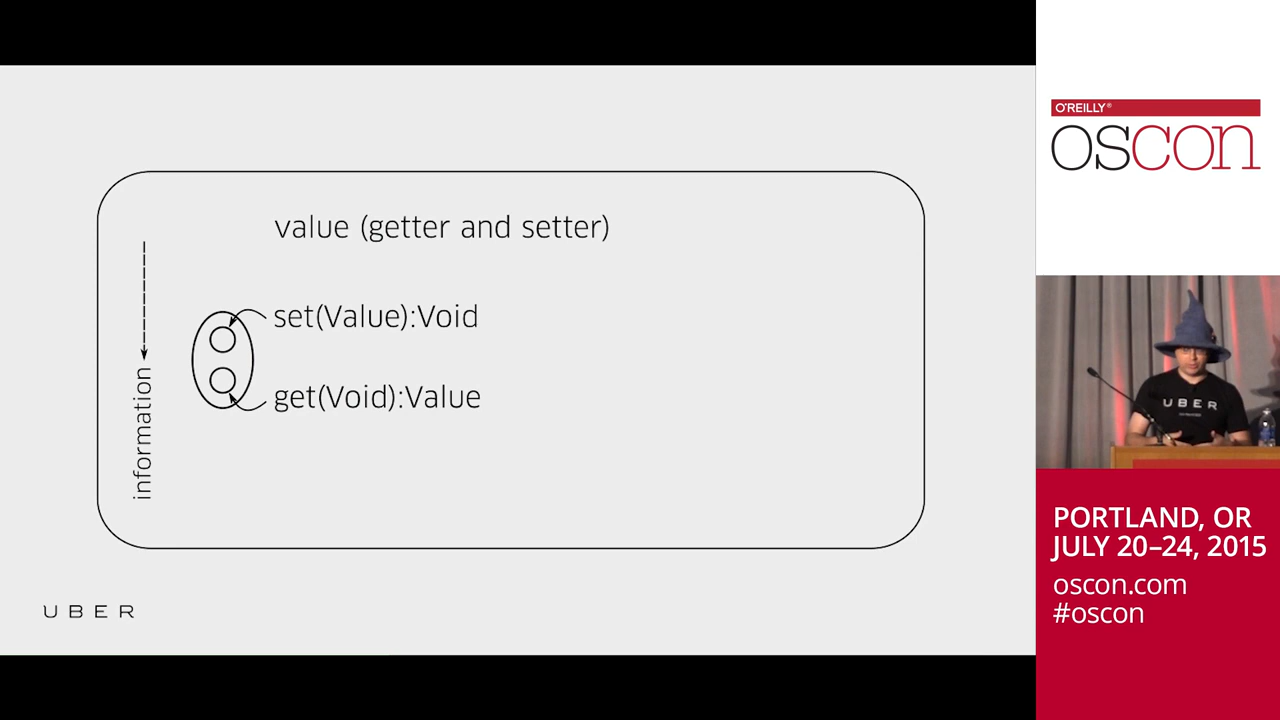 value (getter and setter)
set(Value):Void
get(Void):Value
information
UBER
O'REILLY®
OSCON
UBER
PORTLAND, OR
JULY 20–24, 2015
oscon.com
#oscon